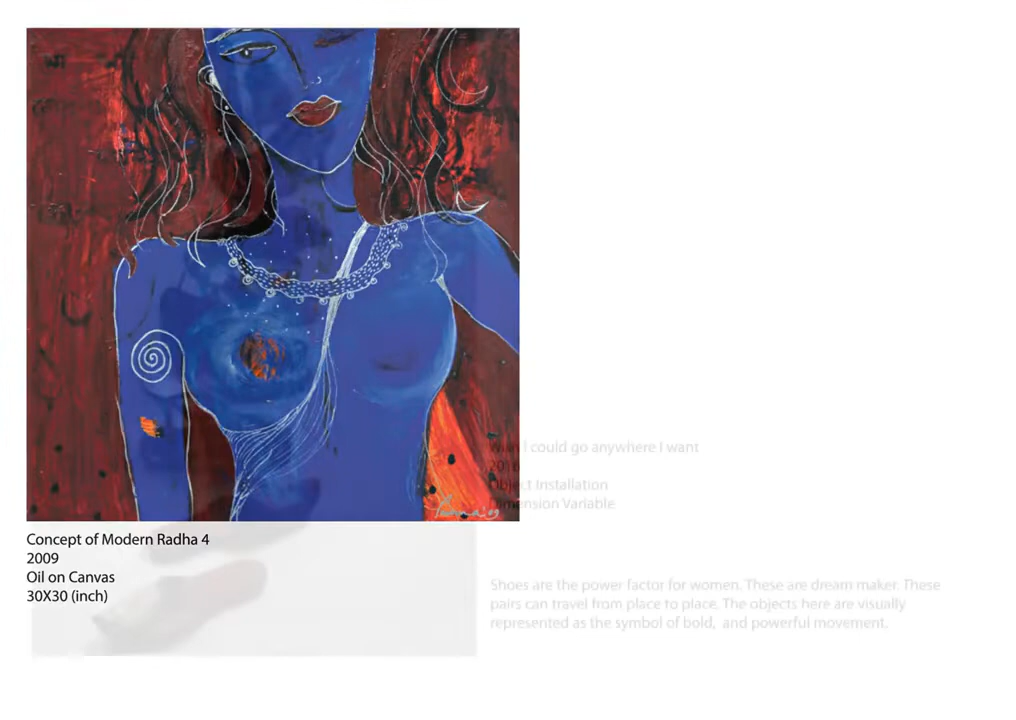 Concept of Modern Radha 4
2009
Oil on Canvas
30X30 (inch)
I could go anywhere I want
Object Installation
Dimension Variable
Shoes are the power factor for women. These are dream maker. These
pairs can travel from place to place. The objects here are visually
represented as the symbol of bold, and powerful movement.